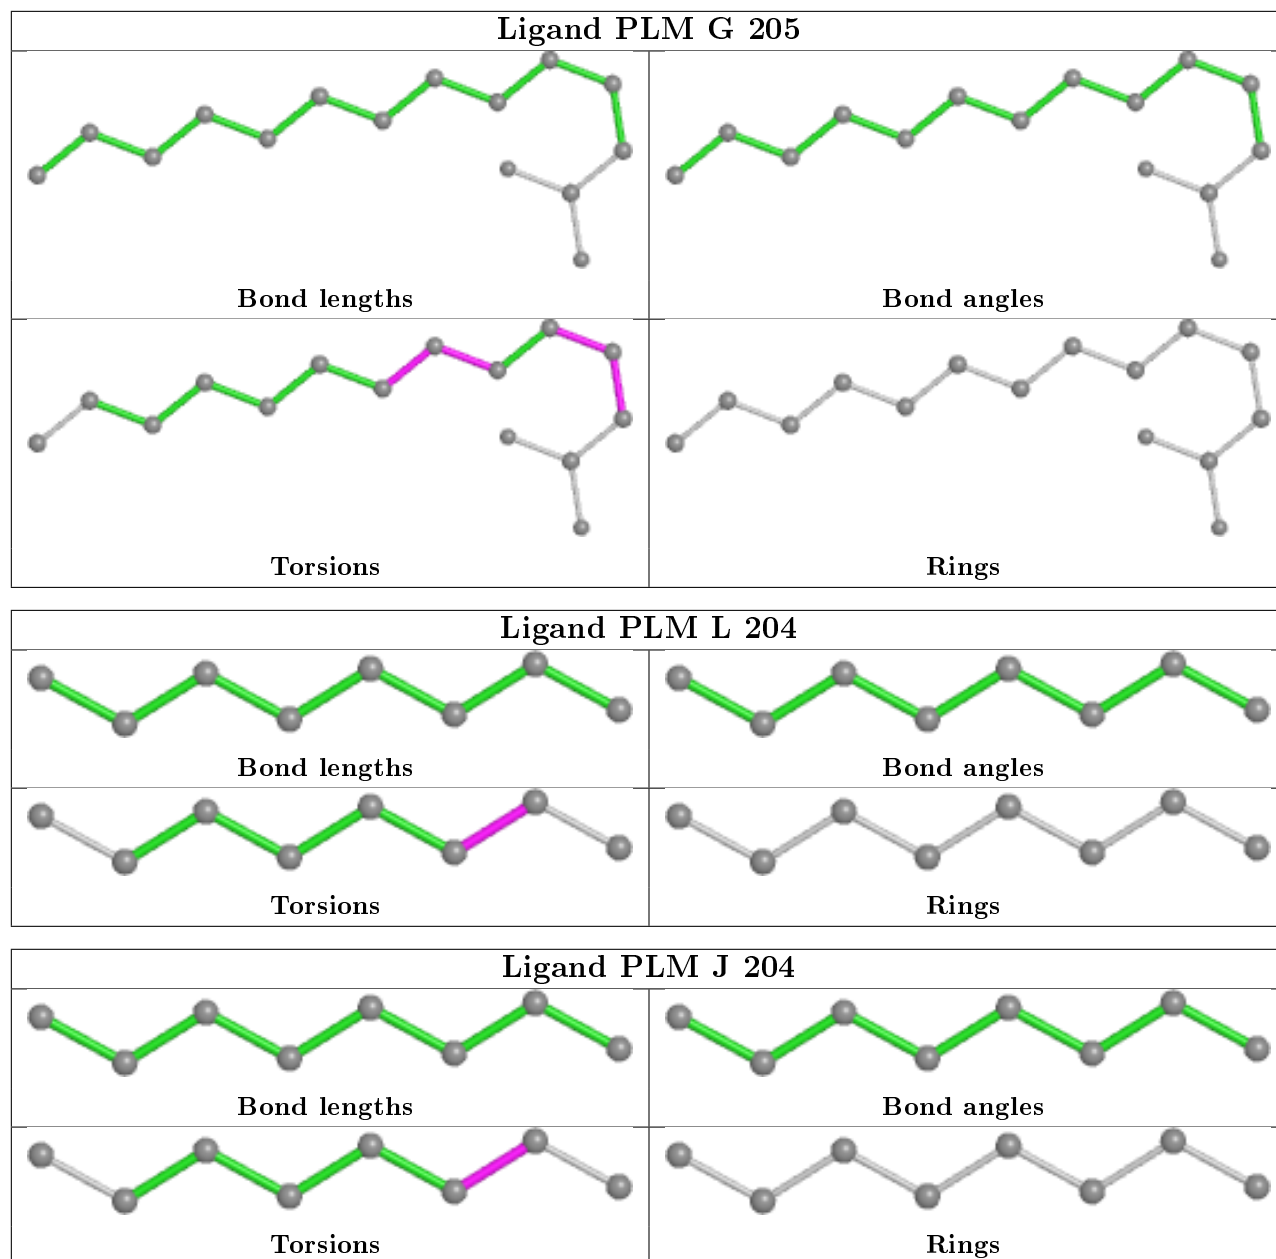 Ligand PLM G 205
Bond lengths
Bond angles
Torsions
Rings
Ligand PLM L 204
Bond lengths
Bond angles
Torsions
Rings
Ligand PLM J 204
Bond lengths
Bond angles
Torsions
Rings